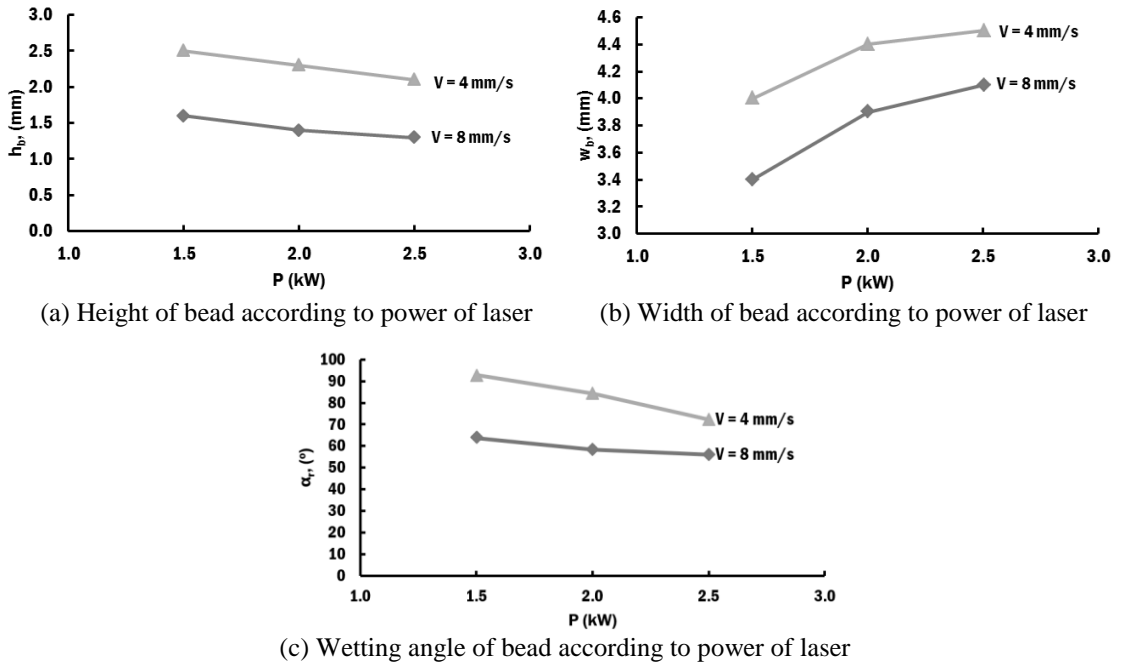 3.0
2.5
2.0
1.5
1.0
0.5
0.0
h_b, (mm)
V = 4 mm/s
V = 8 mm/s
1.0 1.5 2.0 2.5 3.0
P (kW)
(a) Height of bead according to power of laser
4.6
4.4
4.2
4.0
3.8
3.6
3.4
3.2
3.0
w_b, (mm)
V = 4 mm/s
V = 8 mm/s
1.0 1.5 2.0 2.5 3.0
P (kW)
(b) Width of bead according to power of laser
100
90
80
70
60
50
40
30
20
10
0
α_r, (º)
V = 4 mm/s
V = 8 mm/s
1.0 1.5 2.0 2.5 3.0
P (kW)
(c) Wetting angle of bead according to power of laser